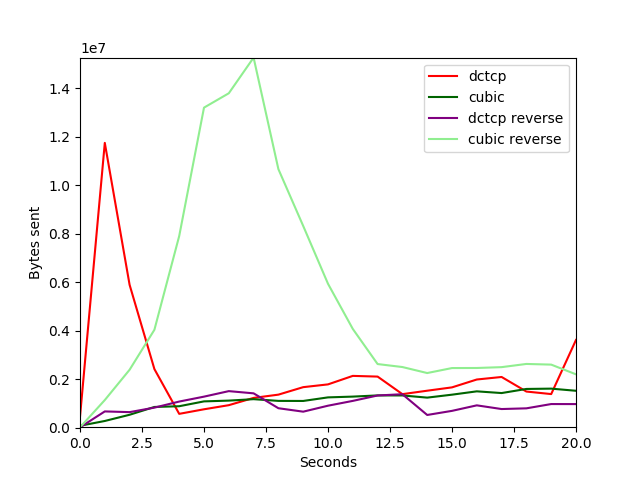 1e7
1.4
1.2
1.0
0.8
0.6
0.4
0.2
0.0
Bytes sent
0.0 2.5 5.0 7.5 10.0 12.5 15.0 17.5 20.0
Seconds
dctcp
cubic
dctcp reverse
cubic reverse